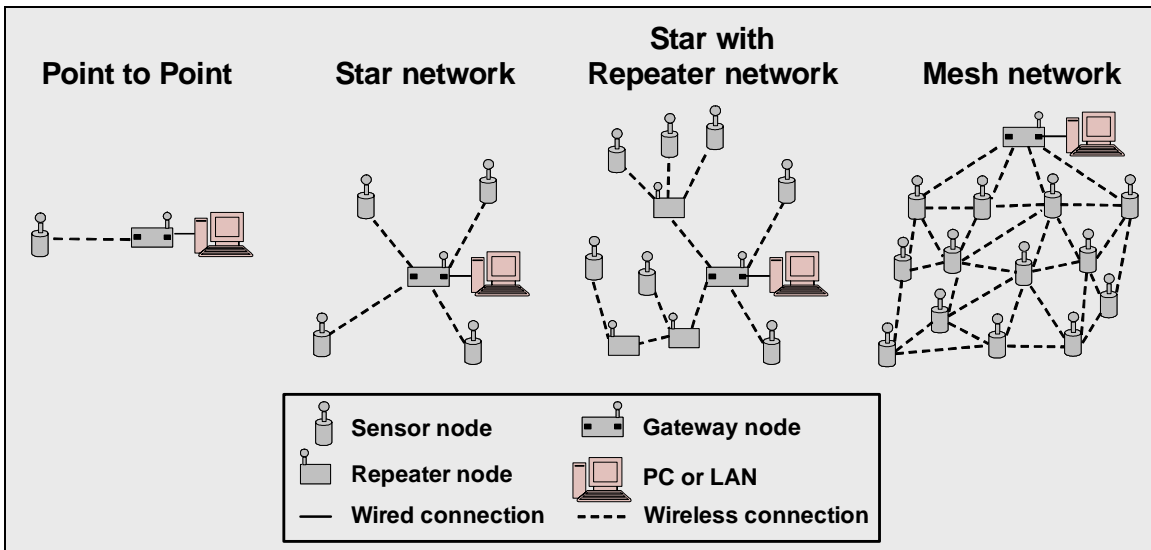 Point to Point
Star network
Star with
Repeater network
Mesh network
Sensor node
Gateway node
Repeater node
PC or LAN
Wired connection
Wireless connection